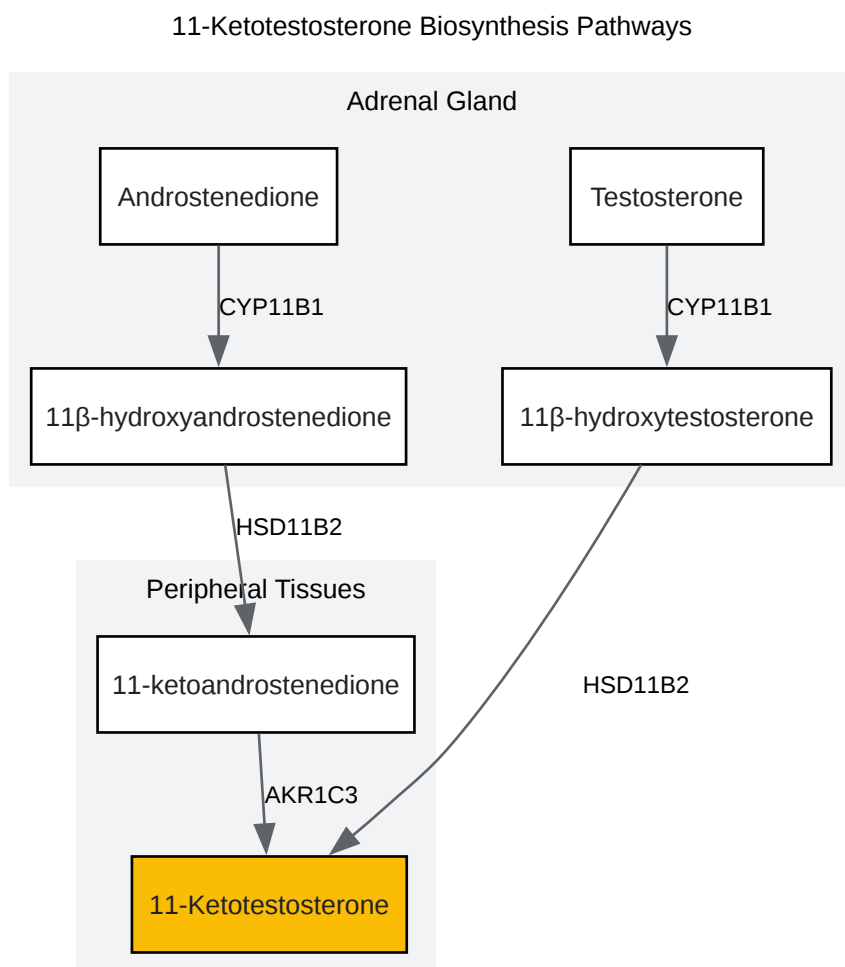 11-Ketotestosterone Biosynthesis Pathways
Adrenal Gland
Androstenedione
Testosterone
CYP11B1
CYP11B1
11β-hydroxyandrostenedione
11β-hydroxytestosterone
HSD11B2
Peripheral Tissues
11-ketoandrostenedione
HSD11B2
AKR1C3
11-Ketotestosterone